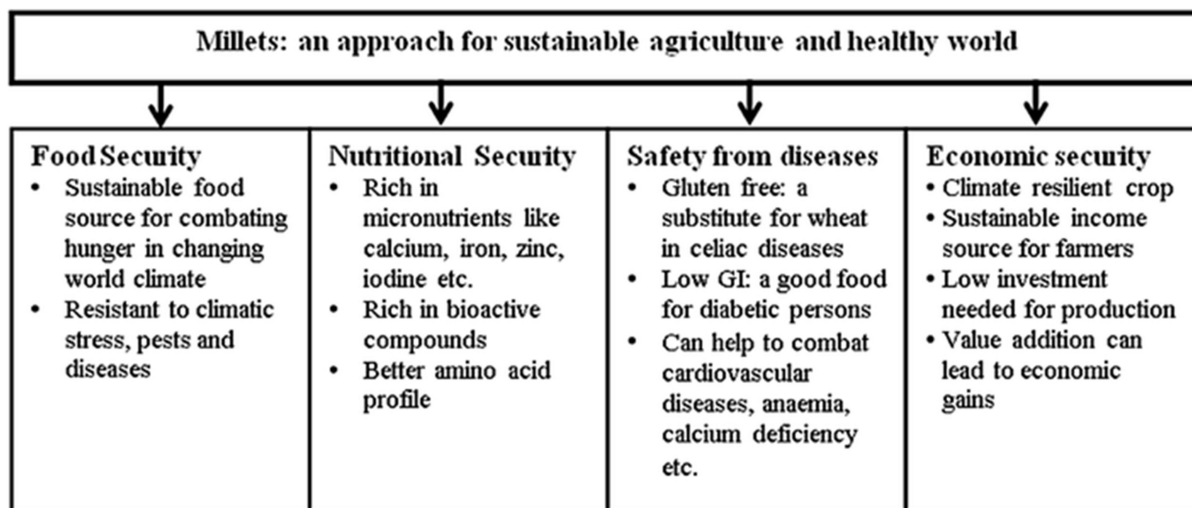 Millets: an approach for sustainable agriculture and healthy world
Food Security
• Sustainable food
source for combating
hunger in changing
world climate
• Resistant to climatic
stress, pests and
diseases
Nutritional Security
• Rich in
micronutrients like
calcium, iron, zinc,
iodine etc.
• Rich in bioactive
compounds
• Better amino acid
profile
Safety from diseases
• Gluten free: a
substitute for wheat
in celiac diseases
• Low GI: a good food
for diabetic persons
• Can help to combat
cardiovascular
diseases, anaemia,
calcium deficiency
etc.
Economic security
• Climate resilient crop
• Sustainable income
source for farmers
• Low investment
needed for production
• Value addition can
lead to economic
gains